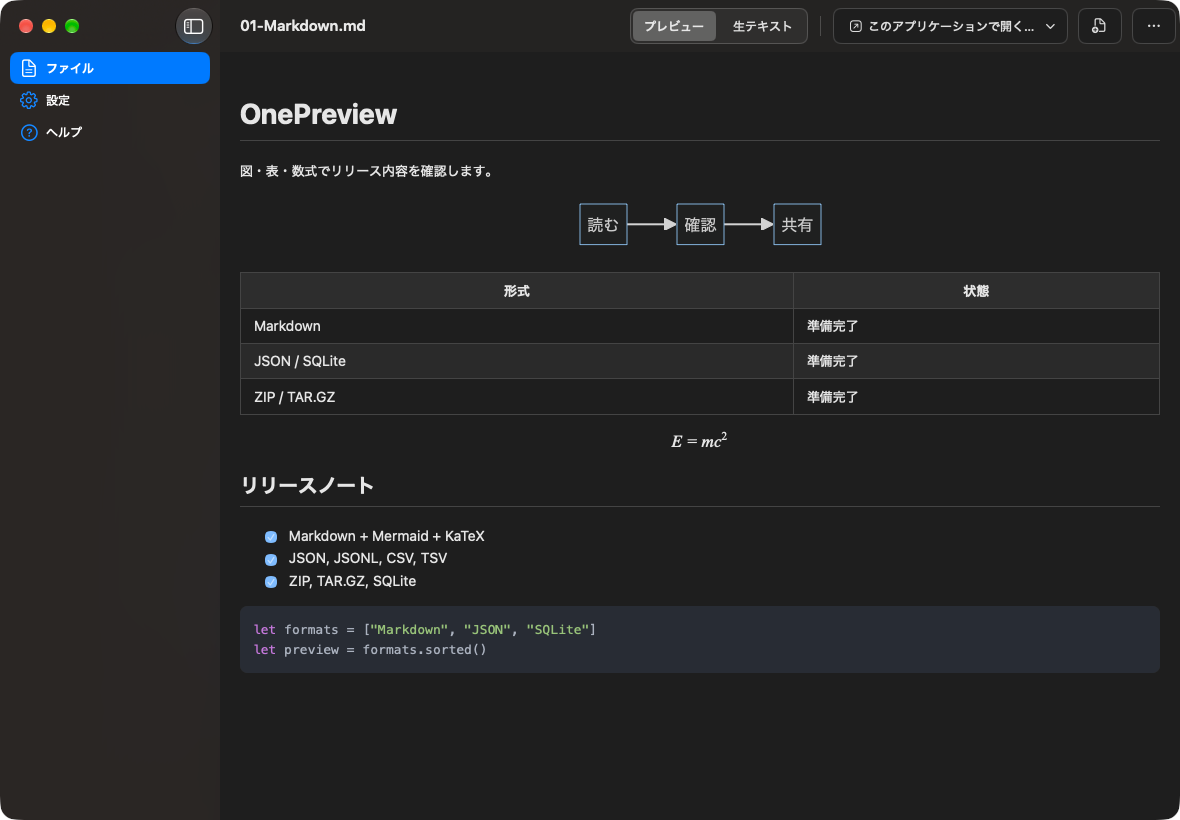 01-Markdown.md
プレビュー
生テキスト
このアプリケーションで開く...
ファイル
設定
ヘルプ
OnePreview
図・表・数式でリリース内容を確認します。
読む 確認 共有
形式 状態
Markdown 準備完了
JSON / SQLite 準備完了
ZIP / TAR.GZ 準備完了
E = mc²
リリースノート
Markdown + Mermaid + KaTeX
JSON, JSONL, CSV, TSV
ZIP, TAR.GZ, SQLite
let formats = ["Markdown", "JSON", "SQLite"]
let preview = formats.sorted()